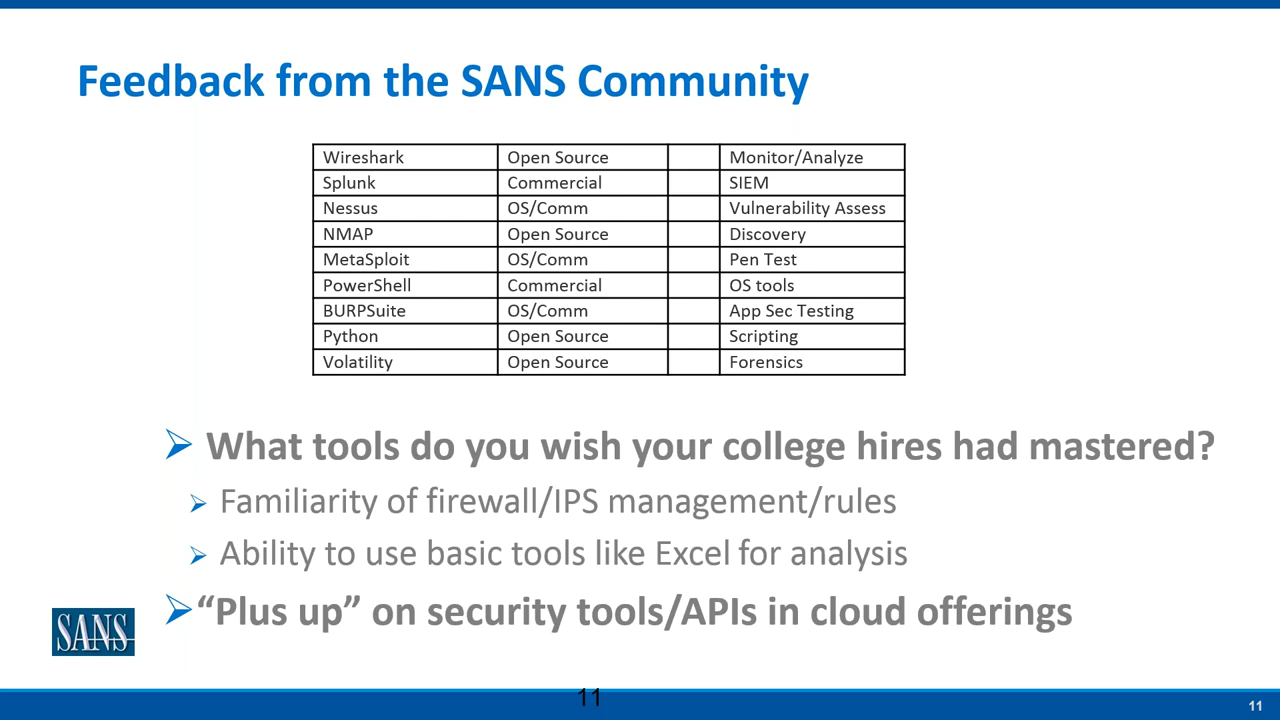 Feedback from the SANS Community
Wireshark Open Source Monitor/Analyze
Splunk Commercial SIEM
Nessus OS/Comm Vulnerability Assess
NMAP Open Source Discovery
MetaSploit OS/Comm Pen Test
PowerShell Commercial OS tools
BURPSuite OS/Comm App Sec Testing
Python Open Source Scripting
Volatility Open Source Forensics
What tools do you wish your college hires had mastered?
Familiarity of firewall/IPS management/rules
Ability to use basic tools like Excel for analysis
“Plus up” on security tools/APIs in cloud offerings
SANS
11
11